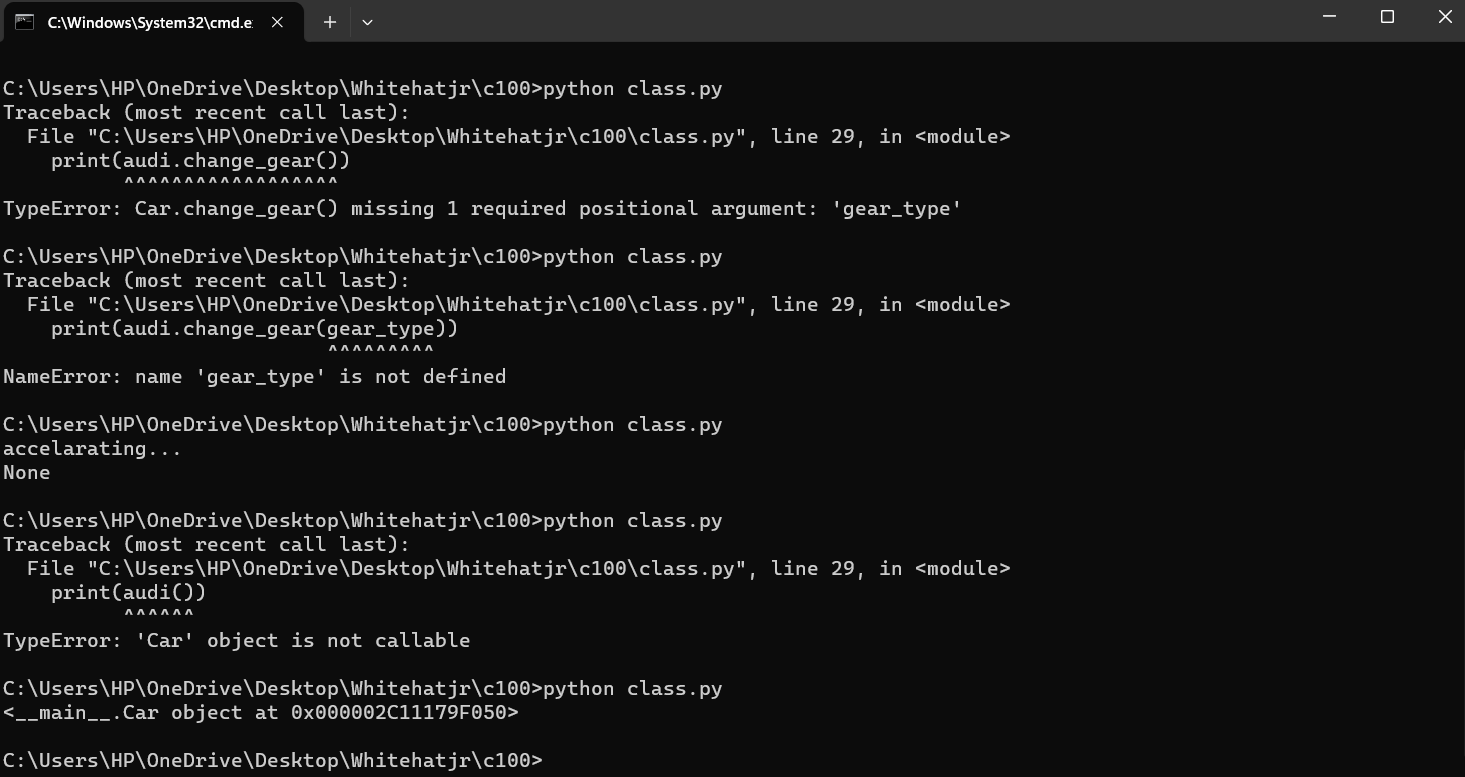 C:\Windows\System32\cmd.e
C:\Users\HP\OneDrive\Desktop\Whitehatjr\c100>python class.py
Traceback (most recent call last):
  File "C:\Users\HP\OneDrive\Desktop\Whitehatjr\c100\class.py", line 29, in <module>
    print(audi.change_gear())
          ^^^^^^^^^^^^^^^^^^
TypeError: Car.change_gear() missing 1 required positional argument: 'gear_type'
C:\Users\HP\OneDrive\Desktop\Whitehatjr\c100>python class.py
Traceback (most recent call last):
  File "C:\Users\HP\OneDrive\Desktop\Whitehatjr\c100\class.py", line 29, in <module>
    print(audi.change_gear(gear_type))
                           ^^^^^^^^^
NameError: name 'gear_type' is not defined
C:\Users\HP\OneDrive\Desktop\Whitehatjr\c100>python class.py
accelarating...
None
C:\Users\HP\OneDrive\Desktop\Whitehatjr\c100>python class.py
Traceback (most recent call last):
  File "C:\Users\HP\OneDrive\Desktop\Whitehatjr\c100\class.py", line 29, in <module>
    print(audi())
          ^^^^^^
TypeError: 'Car' object is not callable
C:\Users\HP\OneDrive\Desktop\Whitehatjr\c100>python class.py
<__main__.Car object at 0x000002C11179F050>
C:\Users\HP\OneDrive\Desktop\Whitehatjr\c100>